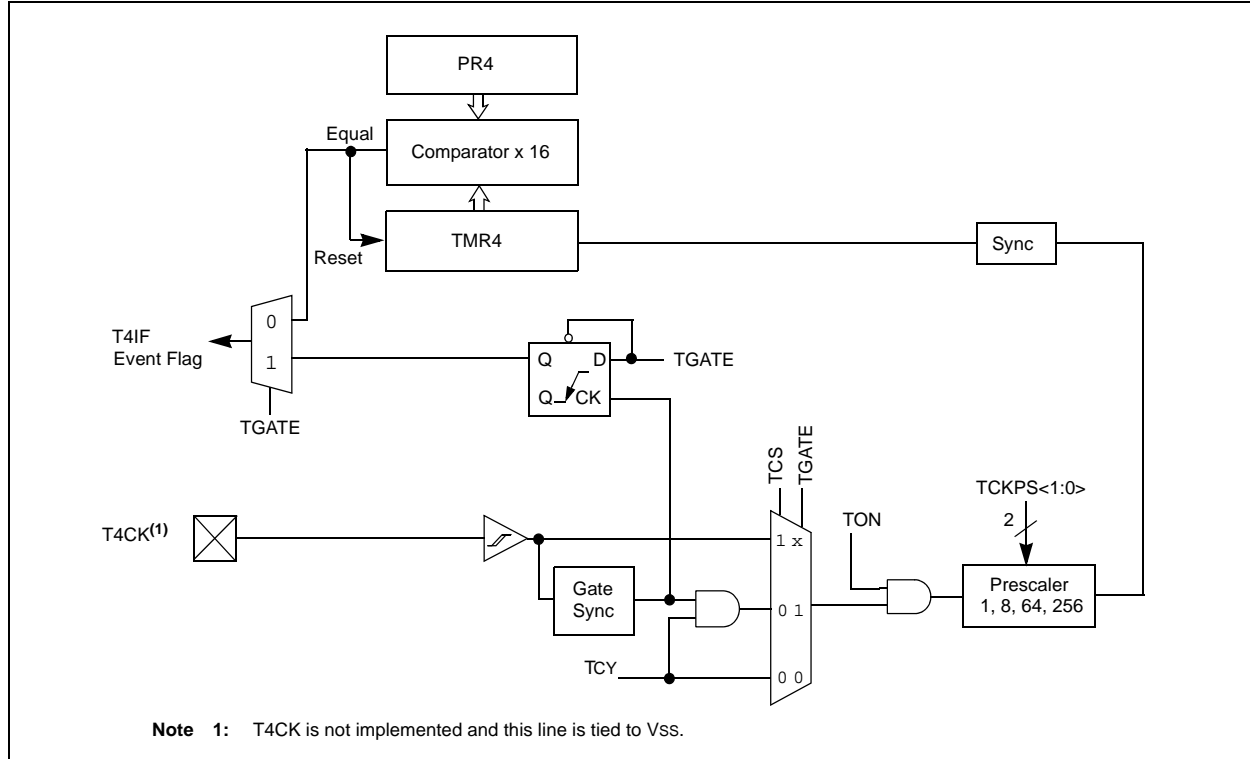 PR4
Equal
Comparator x 16
TMR4
Reset
Sync
0
T4IF
Event Flag
1
TGATE
Q
D
TGATE
Q
CK
TCS
TGATE
TCKPS<1:0>
2
TON
T4CK(1)
1 x
Prescaler
1, 8, 64, 256
Gate
Sync
0 1
TCY
0 0
Note 1: T4CK is not implemented and this line is tied to VSS.